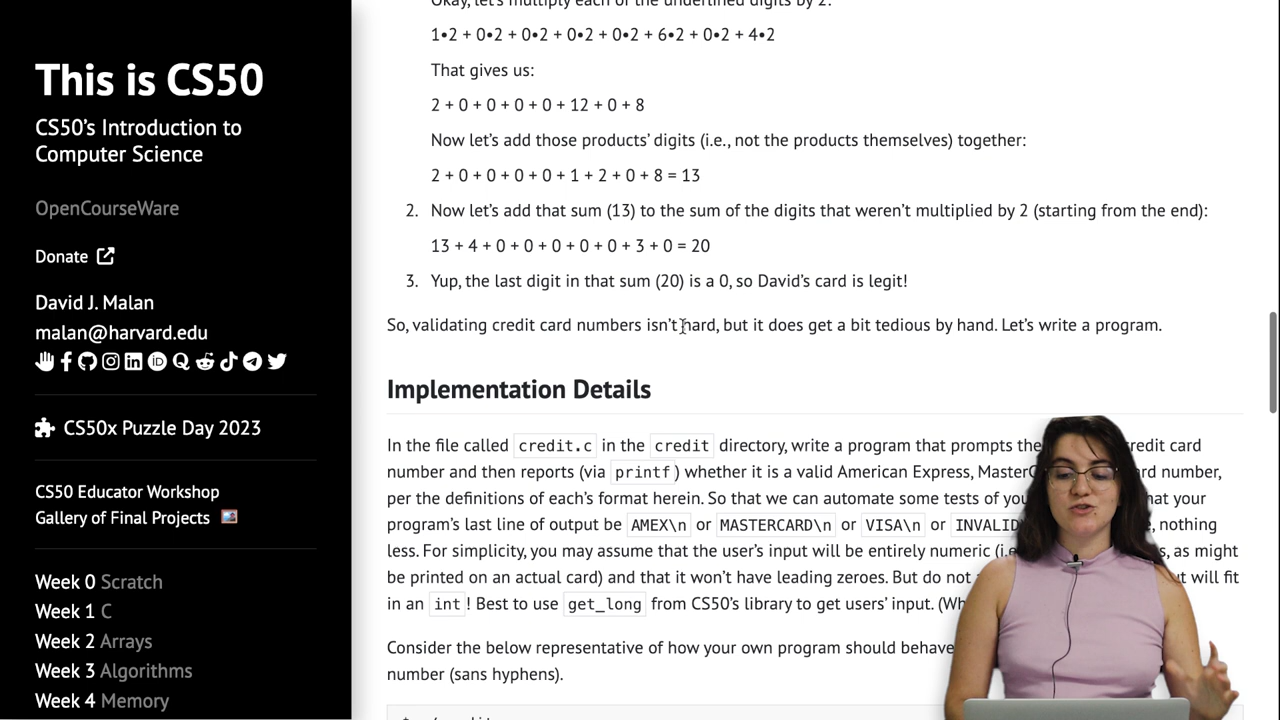 This is CS50
CS50's Introduction to
Computer Science
OpenCourseWare
Donate
David J. Malan
malan@harvard.edu
CS50x Puzzle Day 2023
CS50 Educator Workshop
Gallery of Final Projects
Week 0 Scratch
Week 1 C
Week 2 Arrays
Week 3 Algorithms
Week 4 Memory
Okay, let's multiply each of the underlined digits by 2:
1•2 + 0•2 + 0•2 + 0•2 + 0•2 + 6•2 + 0•2 + 4•2
That gives us:
2 + 0 + 0 + 0 + 0 + 12 + 0 + 8
Now let's add those products' digits (i.e., not the products themselves) together:
2 + 0 + 0 + 0 + 0 + 1 + 2 + 0 + 8 = 13
2. Now let's add that sum (13) to the sum of the digits that weren't multiplied by 2 (starting from the end):
13 + 4 + 0 + 0 + 0 + 0 + 0 + 3 + 0 = 20
3. Yup, the last digit in that sum (20) is a 0, so David's card is legit!
So, validating credit card numbers isn't hard, but it does get a bit tedious by hand. Let's write a program.
Implementation Details
In the file called credit.c in the credit directory, write a program that prompts the credit card
number and then reports (via printf) whether it is a valid American Express, number,
per the definitions of each's format herein. So that we can automate some tests of hat your
program's last line of output be AMEX\n or MASTERCARD\n or VISA\n or INVALID , nothing
less. For simplicity, you may assume that the user's input will be entirely numeric , as might
be printed on an actual card) and that it won't have leading zeroes. But do not will fit
in an int! Best to use get_long from CS50's library to get users' input.
Consider the below representative of how your own program should behave
number (sans hyphens).